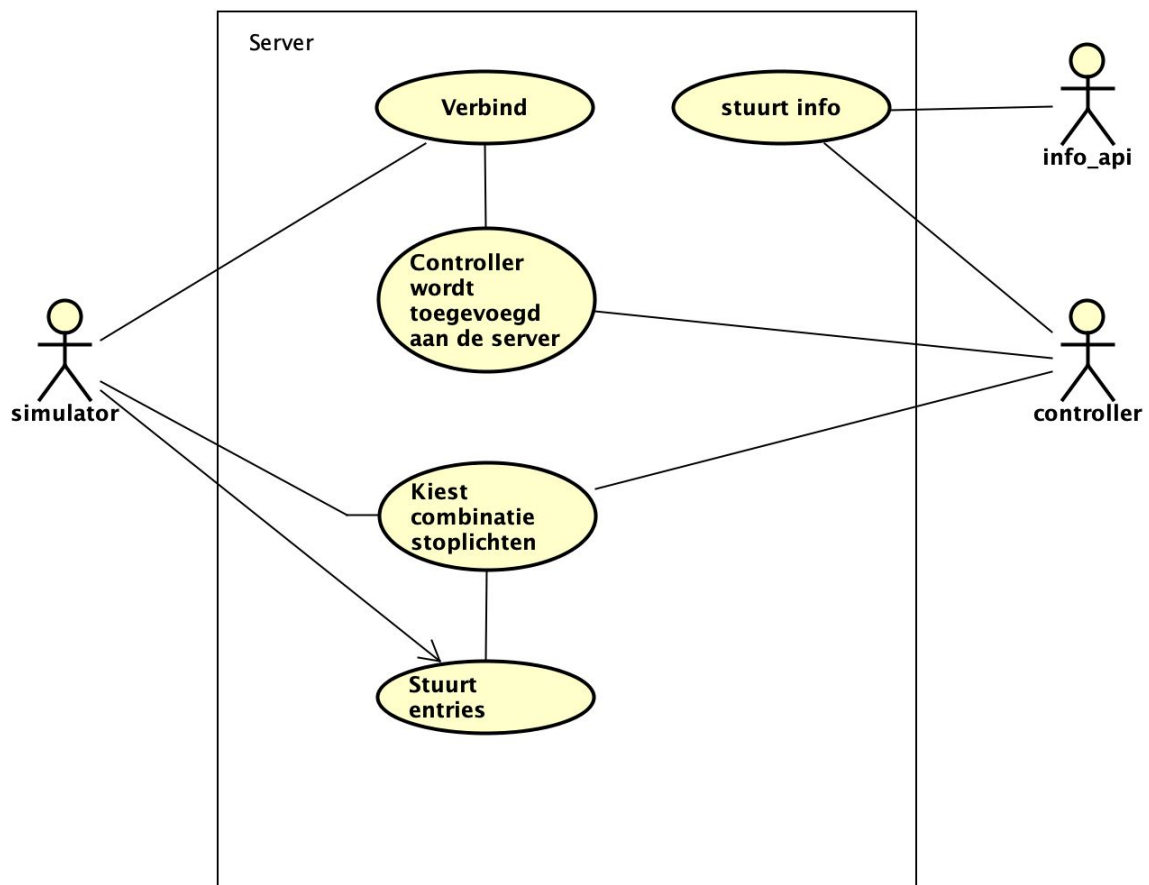 Server
Verbind
stuurt info
info_api
Controller
wordt
toegevoegd
aan de server
simulator
controller
Kiest
combinatie
stoplichten
Stuurt
entries